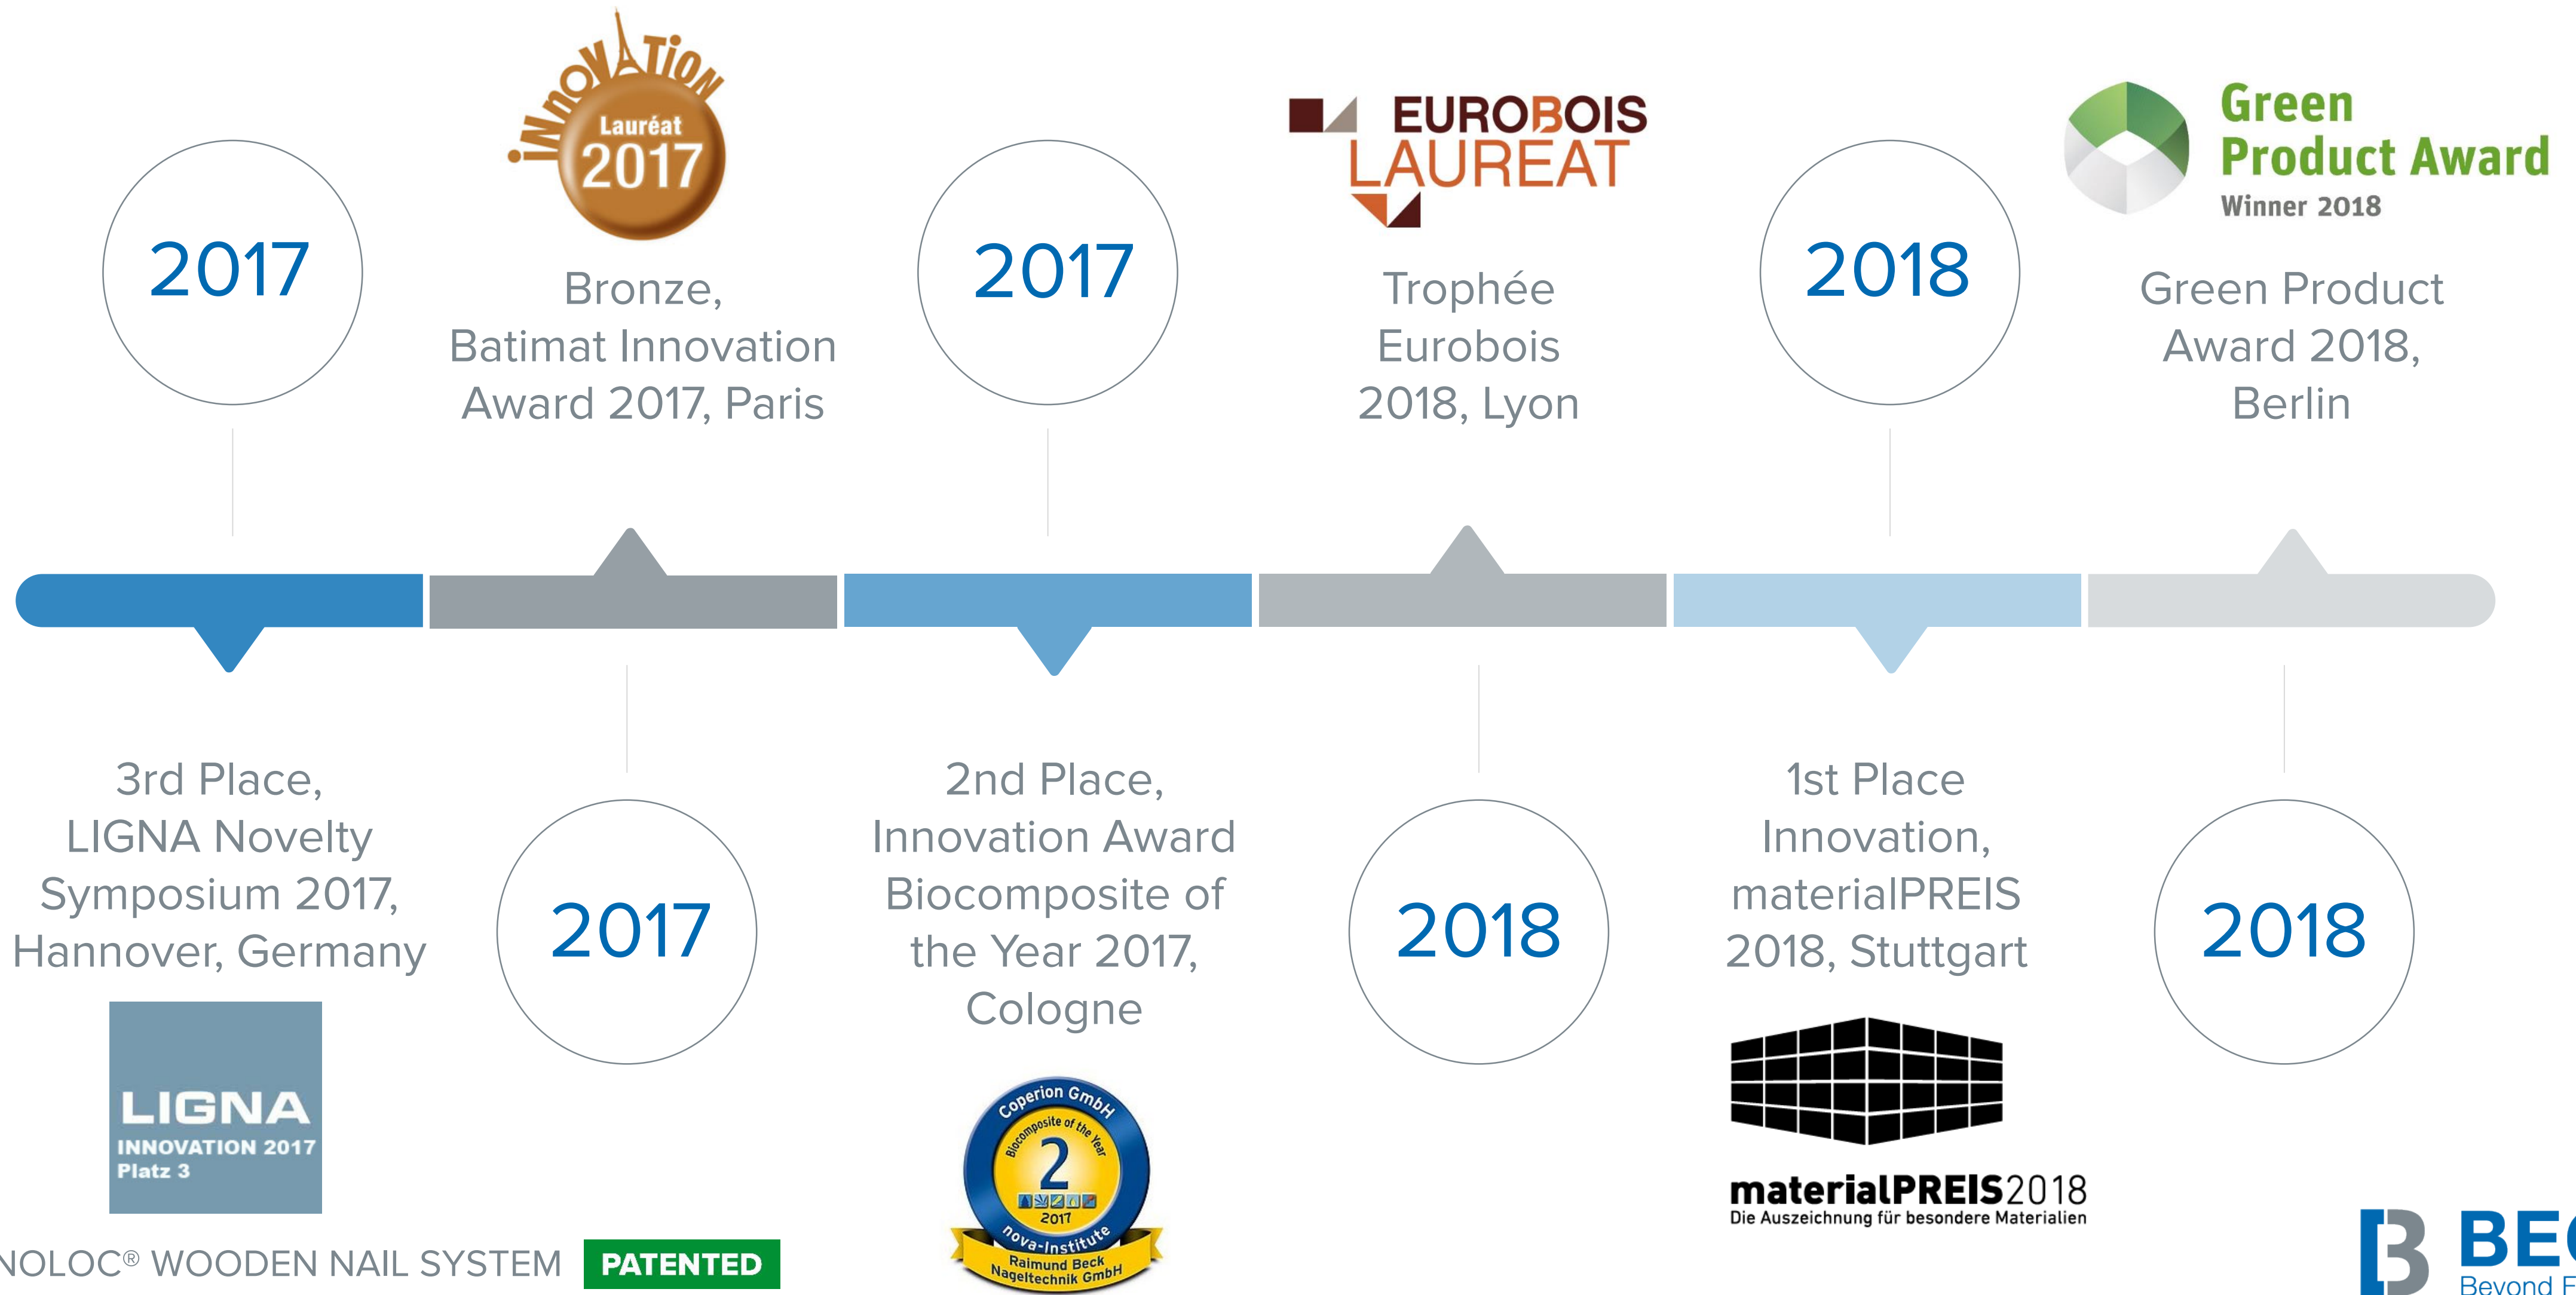 2017
iNNOVATiON
Lauréat
2017
Bronze,
Batimat Innovation
Award 2017, Paris
2017
EUROBOIS
LAUREAT
Trophée
Eurobois
2018, Lyon
2018
Green
Product Award
Winner 2018
Green Product
Award 2018,
Berlin
3rd Place,
LIGNA Novelty
Symposium 2017,
Hannover, Germany
LIGNA
INNOVATION 2017
Platz 3
2017
2nd Place,
Innovation Award
Biocomposite of
the Year 2017,
Cologne
Coperion GmbH
Biocomposite of the Year
2
2017
nova-Institute
Raimund Beck
Nageltechnik GmbH
2018
1st Place
Innovation,
materialPREIS
2018, Stuttgart
materialPREIS2018
Die Auszeichnung für besondere Materialien
2018
NOLOC® WOODEN NAIL SYSTEM PATENTED
B
Beyond